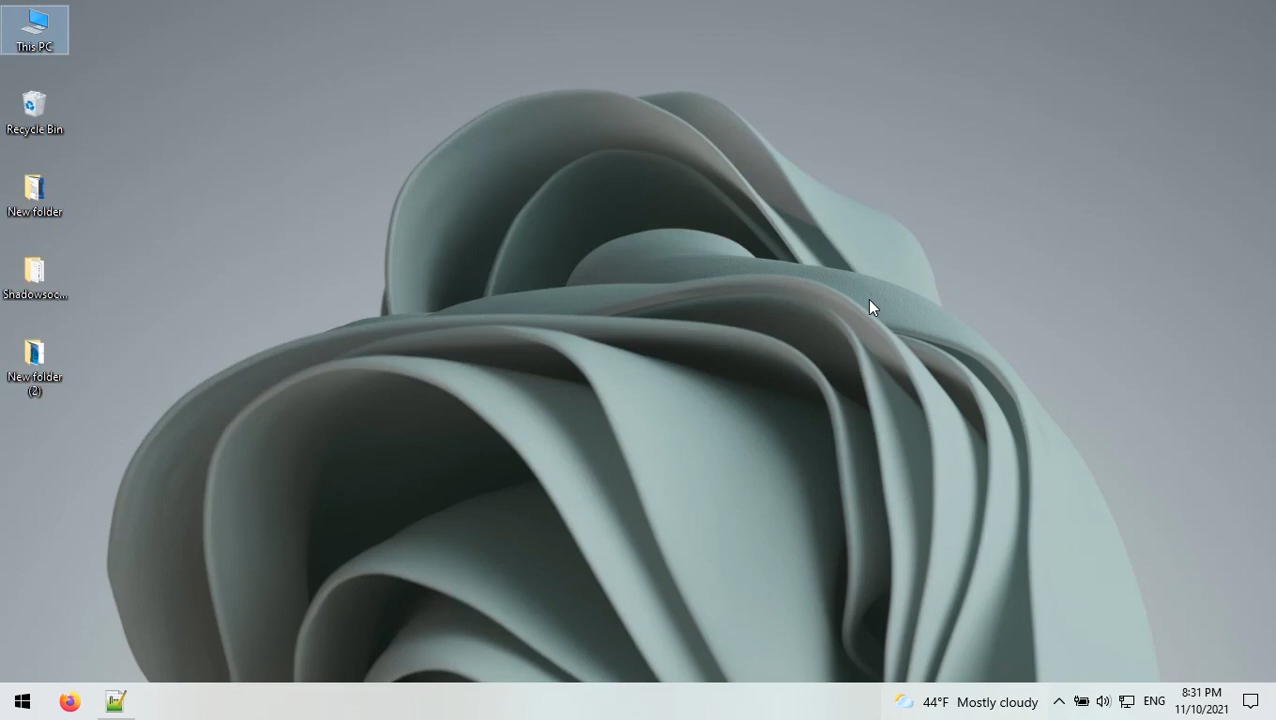 This PC
Recycle Bin
New folder
Shadowsoc...
New folder
(2)
44°F Mostly cloudy
ENG
8:31 PM
11/10/2021